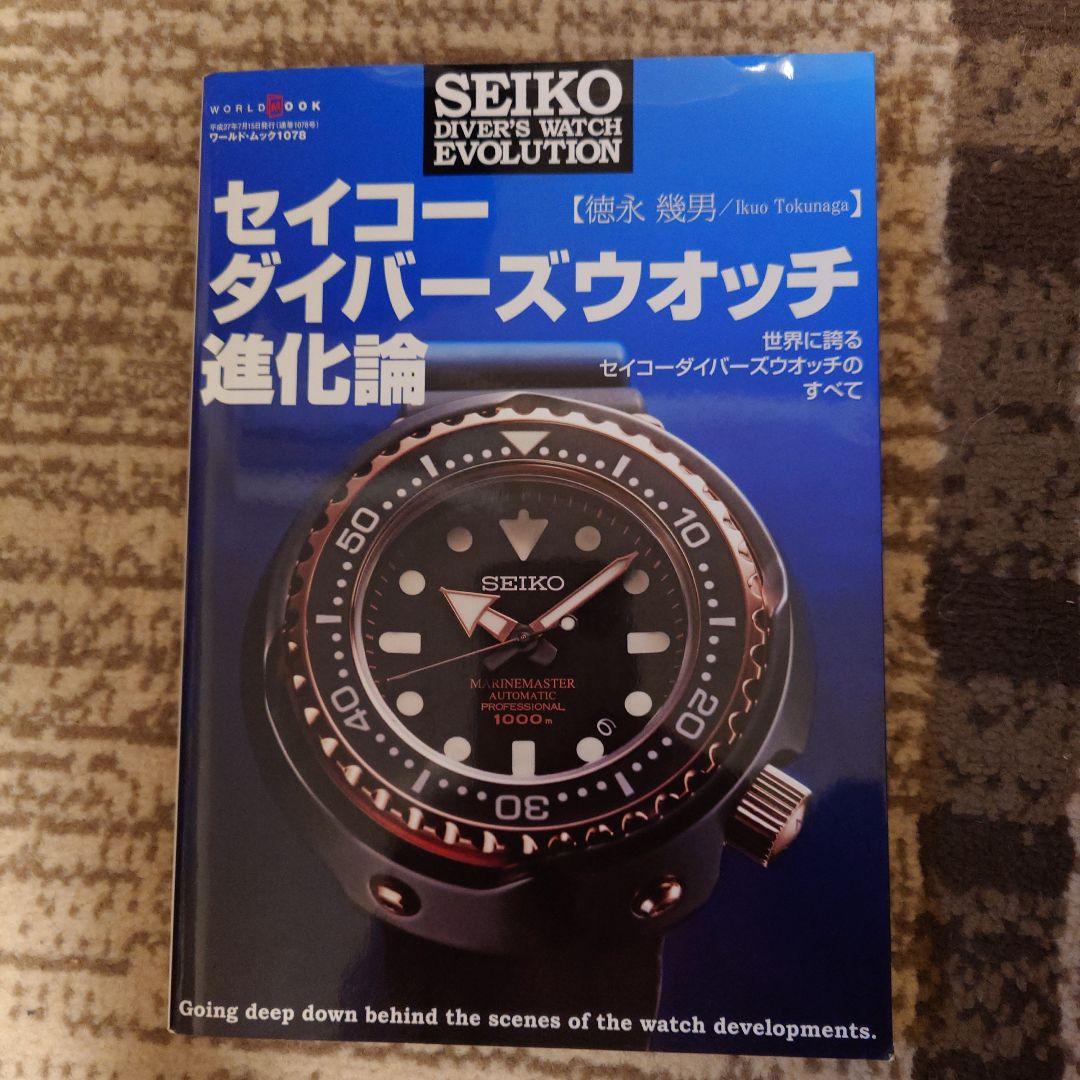 SEIKO
DIVER'S WATCH
EVOLUTION
WORLD MOOK
平成27年7月15日発行(通巻1078号)
ワールド・ムック1078
セイコー
【徳永 幾男/Ikuo Tokunaga】
ダイバーズウオッチ
進化論
世界に誇る
セイコーダイバーズウオッチの
すべて
50
10
SEIKO
MARINEMASTER
AUTOMATIC
PROFESSIONAL
1000m
6
40
20
30
Going deep down behind the scenes of the watch developments.